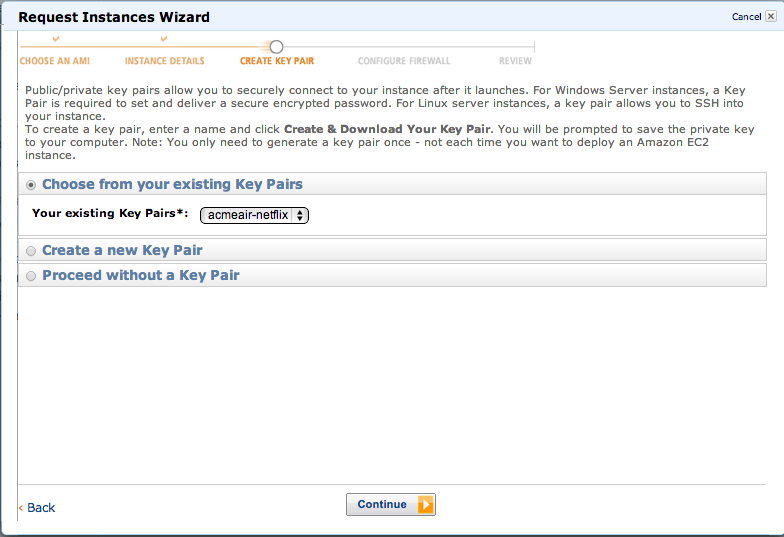 Request Instances Wizard
Cancel
CHOOSE AN AMI INSTANCE DETAILS CREATE KEY PAIR CONFIGURE FIREWALL REVIEW
Public/private key pairs allow you to securely connect to your instance after it launches. For Windows Server instances, a Key
Pair is required to set and deliver a secure encrypted password. For Linux server instances, a key pair allows you to SSH into
your instance.
To create a key pair, enter a name and click Create & Download Your Key Pair. You will be prompted to save the private key
to your computer. Note: You only need to generate a key pair once - not each time you want to deploy an Amazon EC2
instance.
Choose from your existing Key Pairs
Your existing Key Pairs*: acmeair-netflix
Create a new Key Pair
Proceed without a Key Pair
< Back
Continue